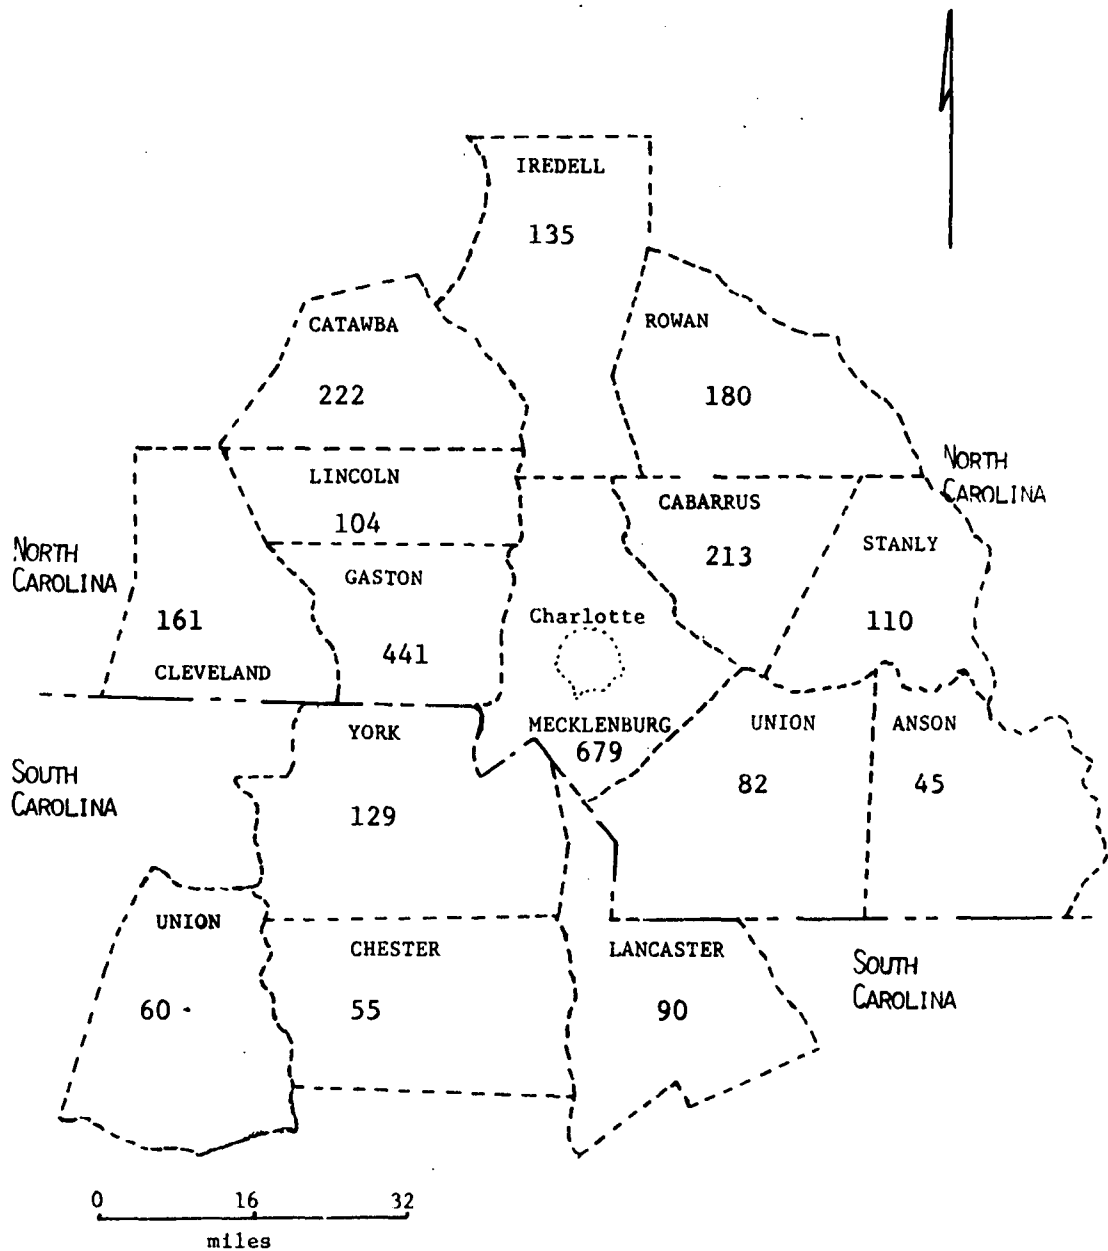 IREDELL
135
CATAWBA
222
ROWAN
180
LINCOLN
104
NORTH
CAROLINA
CABARRUS
213
STANLY
110
NORTH
CAROLINA
GASTON
441
161
CLEVELAND
Charlotte
MECKLENBURG
679
YORK
129
UNION
82
ANSON
45
SOUTH
CAROLINA
UNION
60
CHESTER
55
LANCASTER
90
SOUTH
CAROLINA
0 16 32
miles